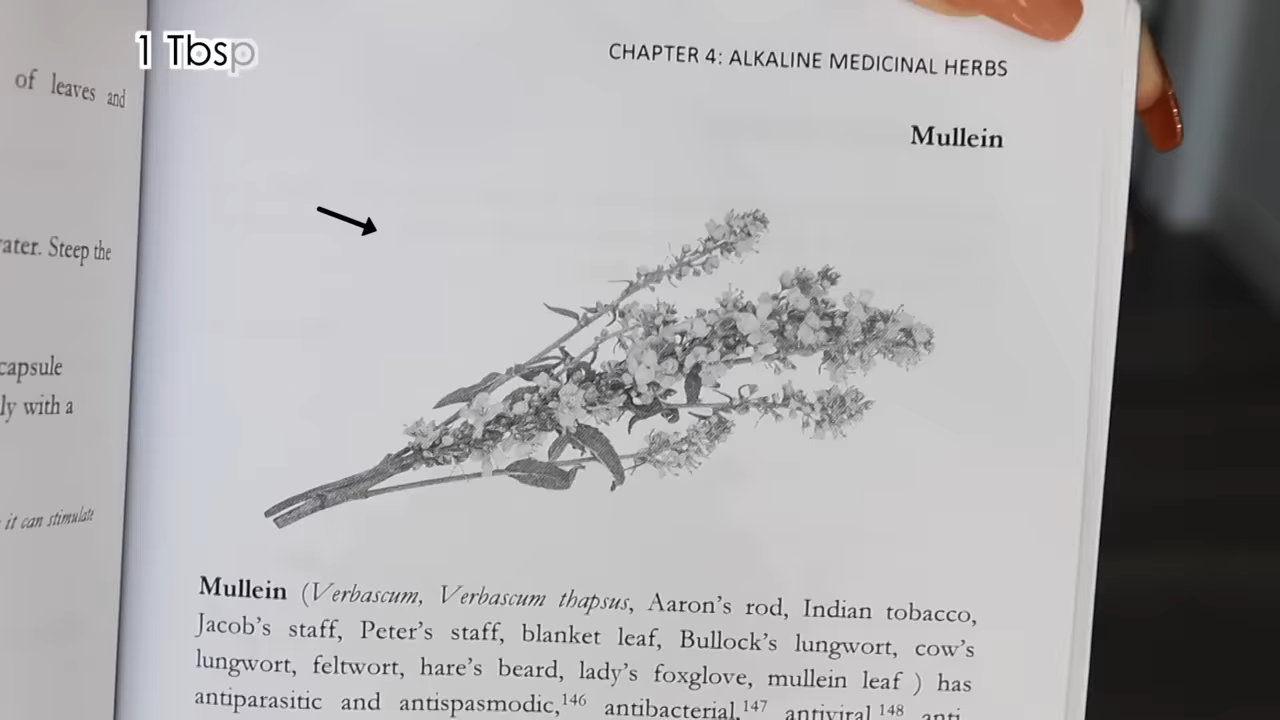 1 Tbsp
of leaves and
water. Steep the
capsule
ly with a
it can stimulate
CHAPTER 4: ALKALINE MEDICINAL HERBS
Mullein
Mullein (Verbascum, Verbascum thapsus, Aaron's rod, Indian tobacco,
Jacob's staff, Peter's staff, blanket leaf, Bullock's lungwort, cow's
lungwort, feltwort, hare's beard, lady's foxglove, mullein leaf ) has
antiparasitic and antispasmodic,146 antibacterial,147 antiviral,148 anti